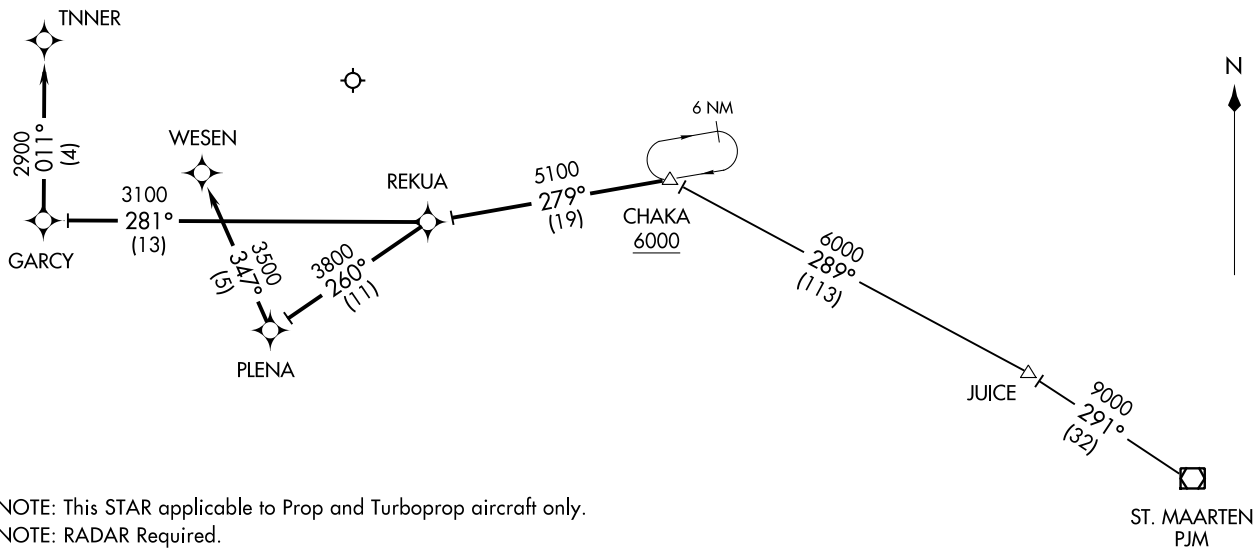 TNNER
N
6 NM
2900
011°
(4)
WESEN
REKUA
5100
279°
(19)
3100
281°
(13)
CHAKA
6000
GARCY
3500
347°
(5)
3800
260°
(11)
6000
289°
(113)
PLENA
JUICE
9000
291°
(32)
NOTE: This STAR applicable to Prop and Turboprop aircraft only.
NOTE: RADAR Required.
ST. MAARTEN
PJM